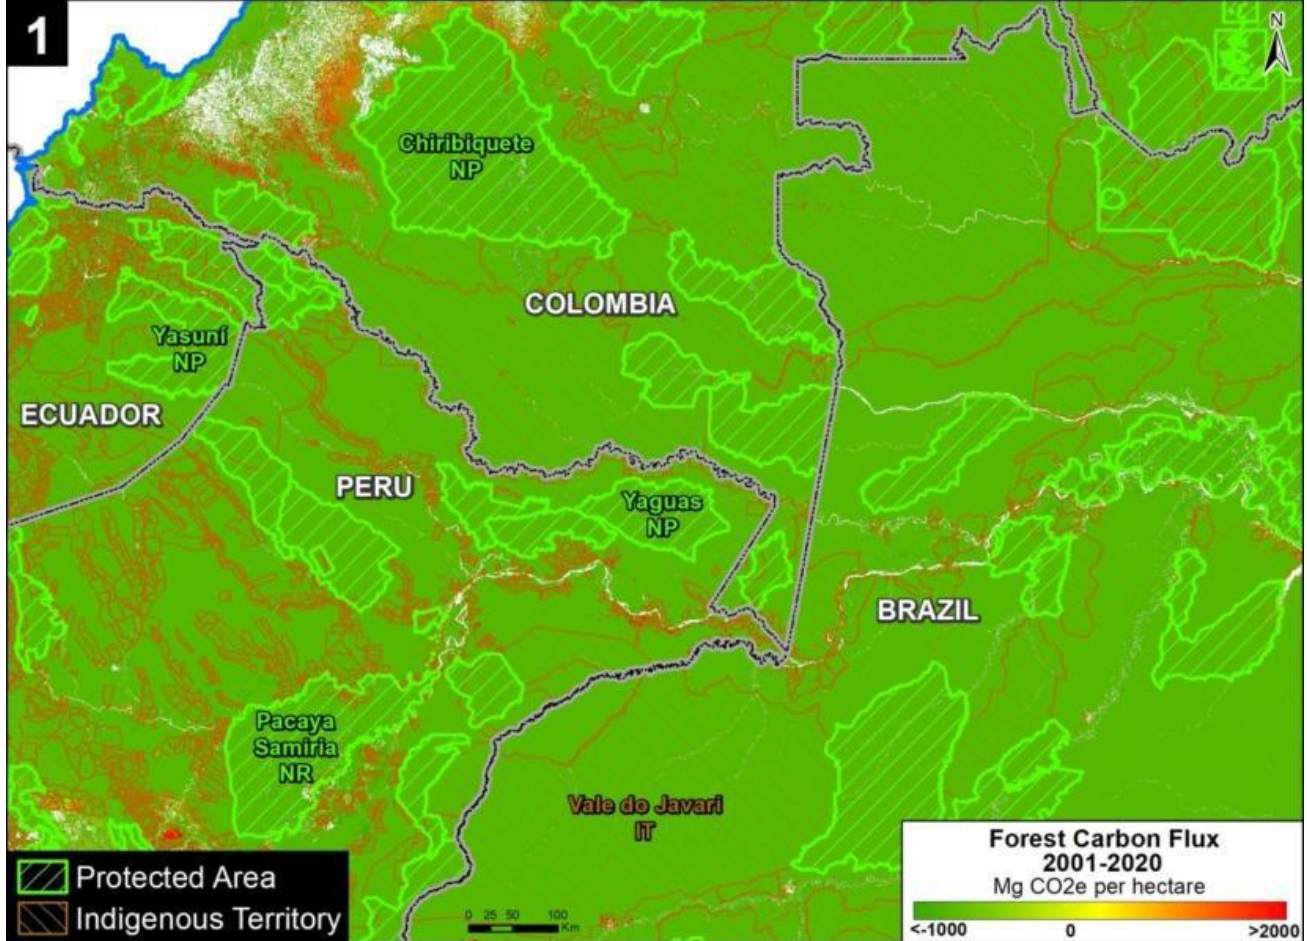 1
N
Chiribiquete
NP
COLOMBIA
Yasuní
NP
ECUADOR
PERU
Yaguas
NP
BRAZIL
Pacaya
Samiria
NR
Vale do Javari
IT
Protected Area
Indigenous Territory
0 25 50 100
Km
Forest Carbon Flux
2001-2020
Mg CO2e per hectare
<-1000 0 >2000